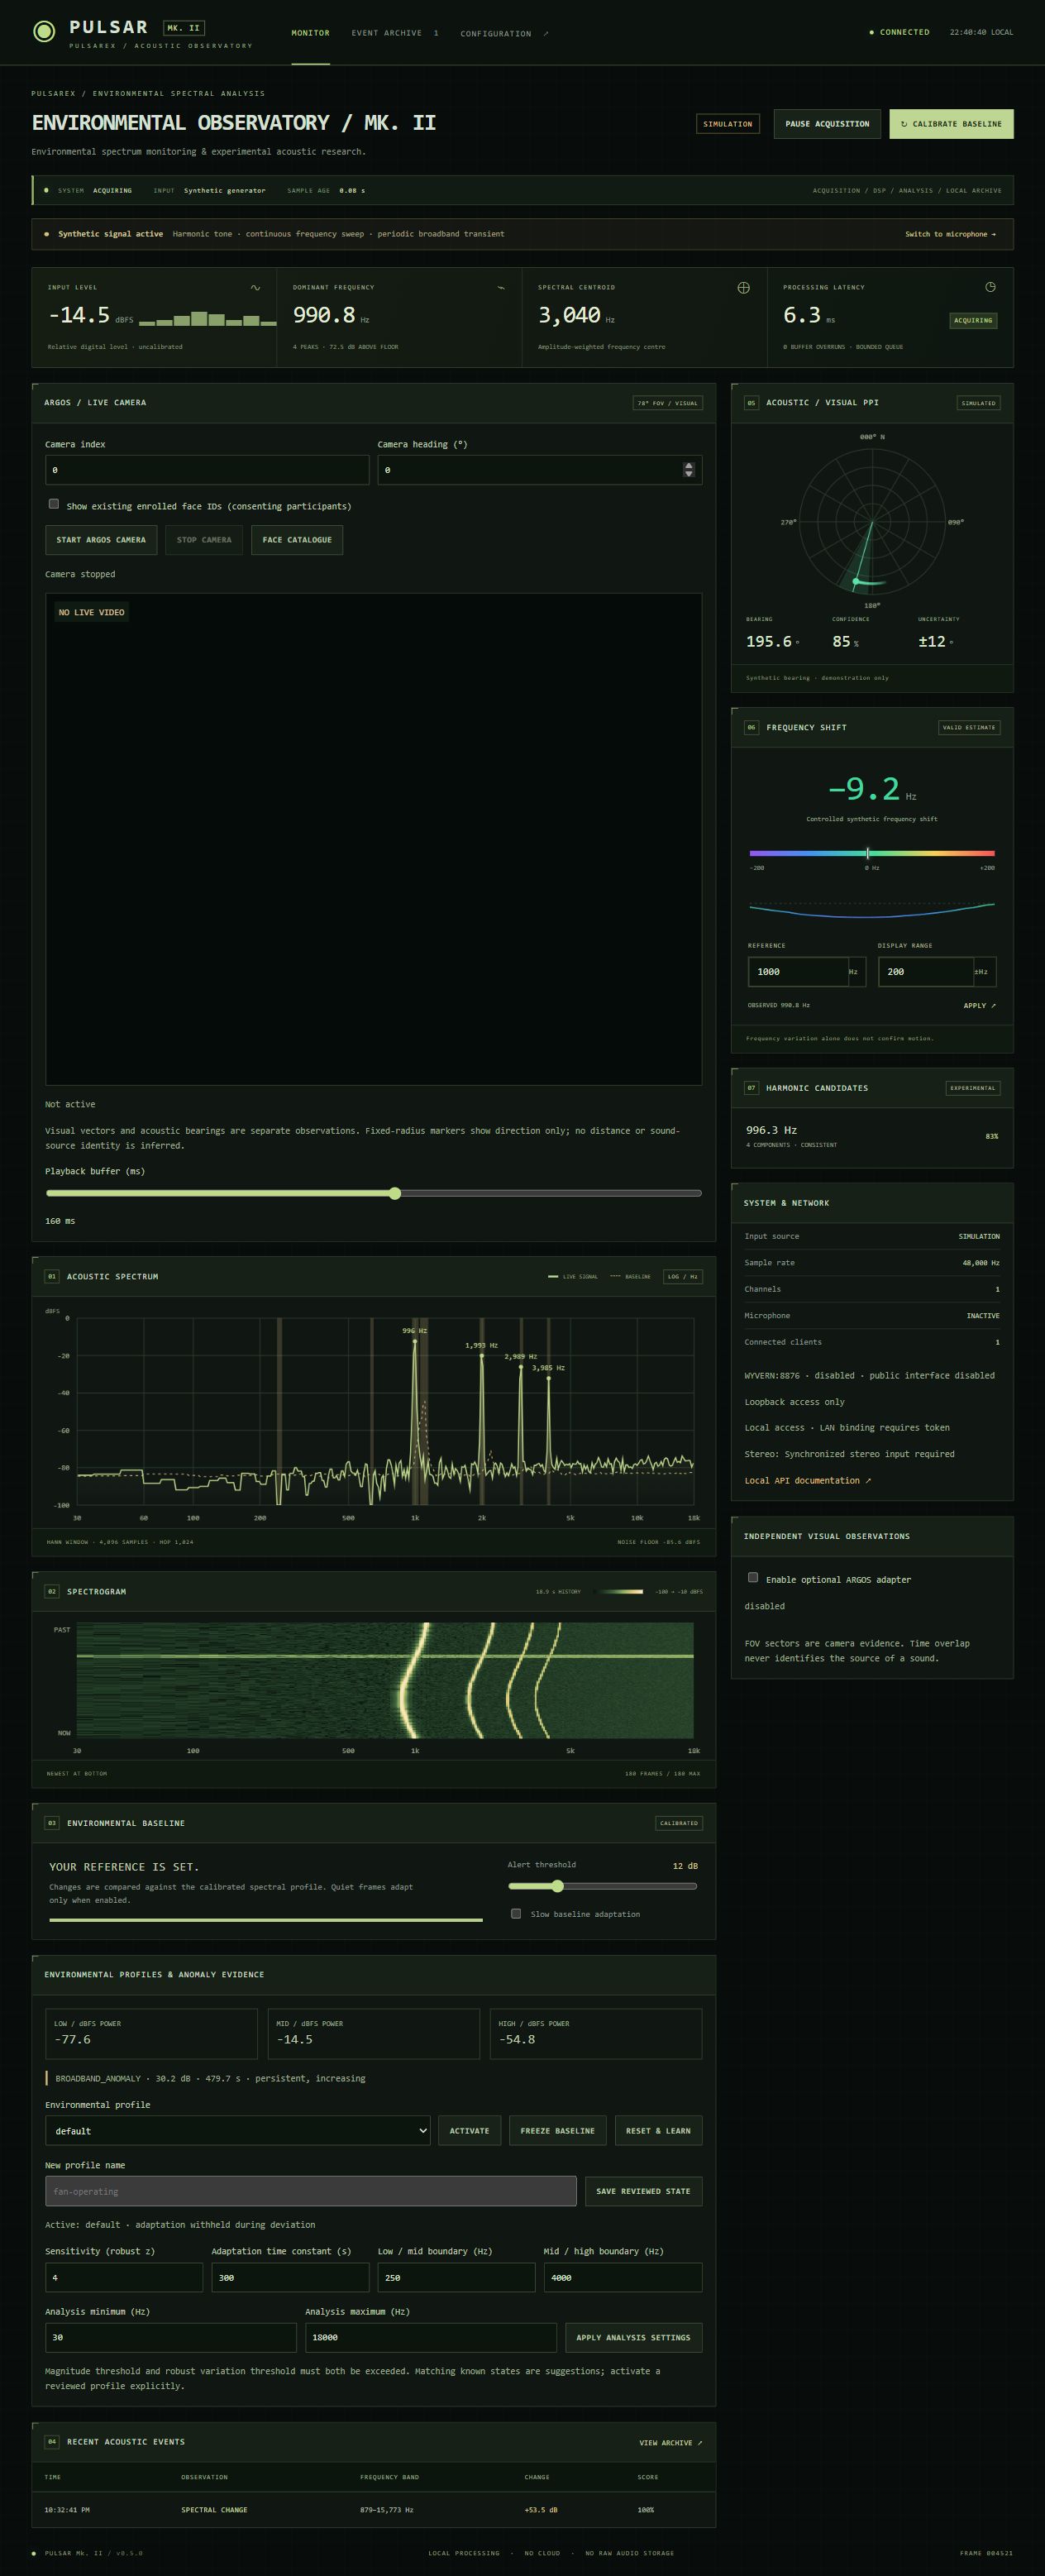 PULSAR MK. II
PULSAREX / ACOUSTIC OBSERVATORY
MONITOR EVENT ARCHIVE 1 CONFIGURATION ↗
CONNECTED 22:40:40 LOCAL
PULSAREX / ENVIRONMENTAL SPECTRAL ANALYSIS
ENVIRONMENTAL OBSERVATORY / MK. II
SIMULATION PAUSE ACQUISITION ↻ CALIBRATE BASELINE
Environmental spectrum monitoring & experimental acoustic research.
SYSTEM ACQUIRING INPUT Synthetic generator SAMPLE AGE 0.08 s ACQUISITION / DSP / ANALYSIS / LOCAL ARCHIVE
Synthetic signal active Harmonic tone · continuous frequency sweep · periodic broadband transient Switch to microphone →
INPUT LEVEL
-14.5 dBFS
Relative digital level · uncalibrated
DOMINANT FREQUENCY
990.8 Hz
4 PEAKS · 72.5 dB ABOVE FLOOR
SPECTRAL CENTROID
3,040 Hz
Amplitude-weighted frequency centre
PROCESSING LATENCY
6.3 ms
ACQUIRING
0 BUFFER OVERRUNS · BOUNDED QUEUE
ARGOS / LIVE CAMERA 78° FOV / VISUAL
Camera index Camera heading (°)
0 0
Show existing enrolled face IDs (consenting participants)
START ARGOS CAMERA STOP CAMERA FACE CATALOGUE
Camera stopped
NO LIVE VIDEO
Not active
Visual vectors and acoustic bearings are separate observations. Fixed-radius markers show direction only; no distance or sound-
source identity is inferred.
Playback buffer (ms)
160 ms
01 ACOUSTIC SPECTRUM LIVE SIGNAL BASELINE LOG / Hz
dBFS
0
-20
-40
-60
-80
-100
996 Hz
1,993 Hz
2,989 Hz
3,985 Hz
30 60 100 200 500 1k 2k 5k 10k 18k
HANN WINDOW · 4,096 SAMPLES · HOP 1,024 NOISE FLOOR -85.6 dBFS
02 SPECTROGRAM 18.9 s HISTORY -100 → -10 dBFS
PAST
NOW
30 100 500 1k 5k 18k
NEWEST AT BOTTOM 180 FRAMES / 180 MAX
03 ENVIRONMENTAL BASELINE CALIBRATED
YOUR REFERENCE IS SET.
Changes are compared against the calibrated spectral profile. Quiet frames adapt
only when enabled.
Alert threshold 12 dB
Slow baseline adaptation
ENVIRONMENTAL PROFILES & ANOMALY EVIDENCE
LOW / dBFS POWER
-77.6
MID / dBFS POWER
-14.5
HIGH / dBFS POWER
-54.8
BROADBAND_ANOMALY · 30.2 dB · 479.7 s · persistent, increasing
Environmental profile
default ACTIVATE FREEZE BASELINE RESET & LEARN
New profile name
fan-operating SAVE REVIEWED STATE
Active: default · adaptation withheld during deviation
Sensitivity (robust z) Adaptation time constant (s) Low / mid boundary (Hz) Mid / high boundary (Hz)
4 300 250 4000
Analysis minimum (Hz) Analysis maximum (Hz)
30 18000 APPLY ANALYSIS SETTINGS
Magnitude threshold and robust variation threshold must both be exceeded. Matching known states are suggestions; activate a
reviewed profile explicitly.
04 RECENT ACOUSTIC EVENTS VIEW ARCHIVE ↗
TIME OBSERVATION FREQUENCY BAND CHANGE SCORE
10:32:41 PM SPECTRAL CHANGE 879–15,773 Hz +53.5 dB 100%
05 ACOUSTIC / VISUAL PPI SIMULATED
000° N
270° 090°
180°
BEARING CONFIDENCE UNCERTAINTY
195.6 ° 85 % ±12 °
Synthetic bearing · demonstration only
06 FREQUENCY SHIFT VALID ESTIMATE
−9.2 Hz
Controlled synthetic frequency shift
-200 0 Hz +200
REFERENCE DISPLAY RANGE
1000 Hz 200 ±Hz
OBSERVED 990.8 Hz APPLY ↗
Frequency variation alone does not confirm motion.
07 HARMONIC CANDIDATES EXPERIMENTAL
996.3 Hz
4 COMPONENTS · CONSISTENT
83%
SYSTEM & NETWORK
Input source SIMULATION
Sample rate 48,000 Hz
Channels 1
Microphone INACTIVE
Connected clients 1
WYVERN:8876 · disabled · public interface disabled
Loopback access only
Local access · LAN binding requires token
Stereo: Synchronized stereo input required
Local API documentation ↗
INDEPENDENT VISUAL OBSERVATIONS
Enable optional ARGOS adapter
disabled
FOV sectors are camera evidence. Time overlap
never identifies the source of a sound.
PULSAR Mk. II / v0.5.0 LOCAL PROCESSING · NO CLOUD · NO RAW AUDIO STORAGE FRAME 004521